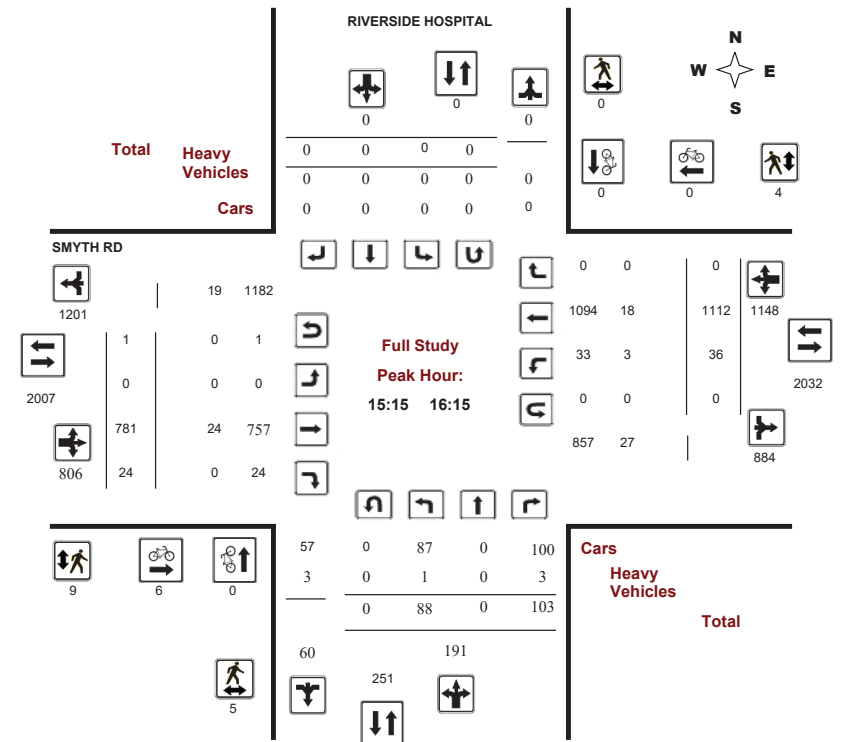 RIVERSIDE HOSPITAL
N
W E
S
0
0
0 0
0
Total Heavy
Vehicles
Cars
0 0 0 0
0 0 0 0 0
0 0 0 0 0
0 0 4
SMYTH RD
1201
19 1182
2007
1 0 1
0 0 0
781 24 757
806
24 0 24
Full Study
Peak Hour:
15:15 16:15
0 0 0
1094 18 1112 1148
33 3 36
2032
0 0 0
857 27
884
9 6 0
5
57 0 87 0 100
3 0 1 0 3
0 88 0 103
60 191
251
Cars
Heavy
Vehicles
Total